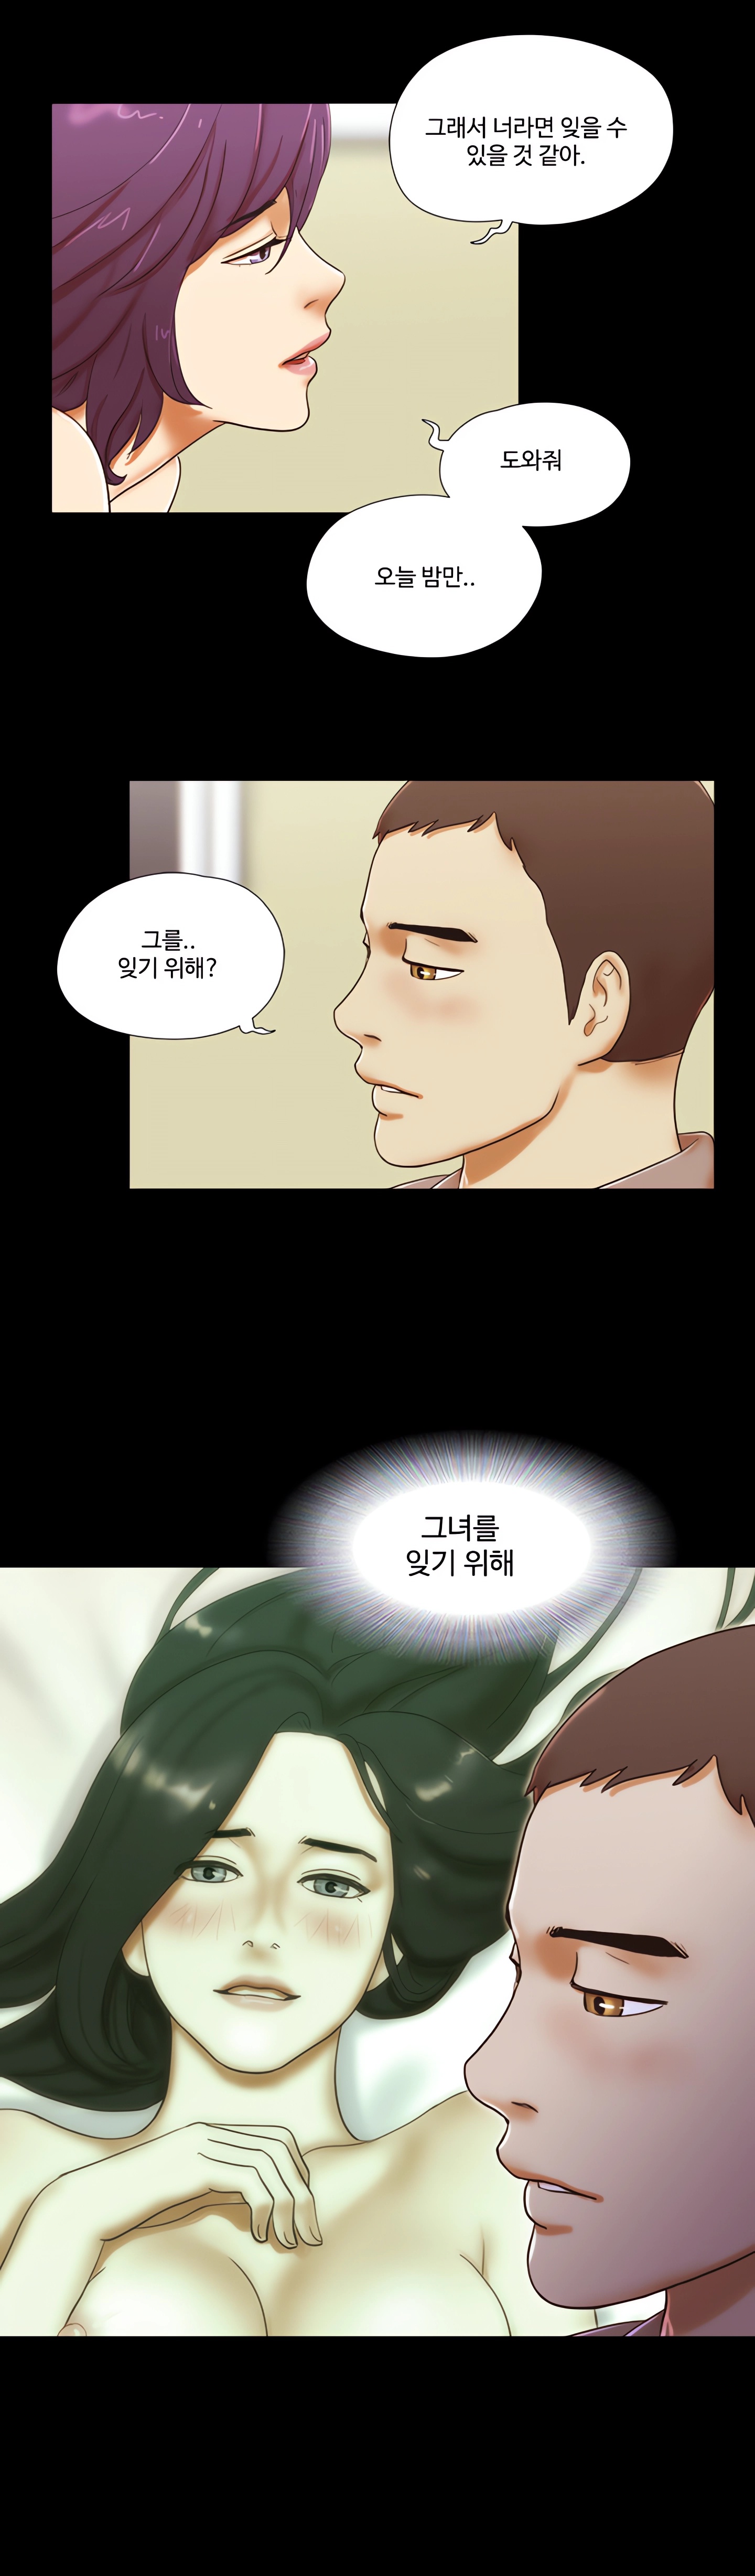 그래서 너라면 잊을 수
있을 것 같아.
도와줘
오늘 밤만..
그를..
잊기 위해?
그녀를
잊기 위해